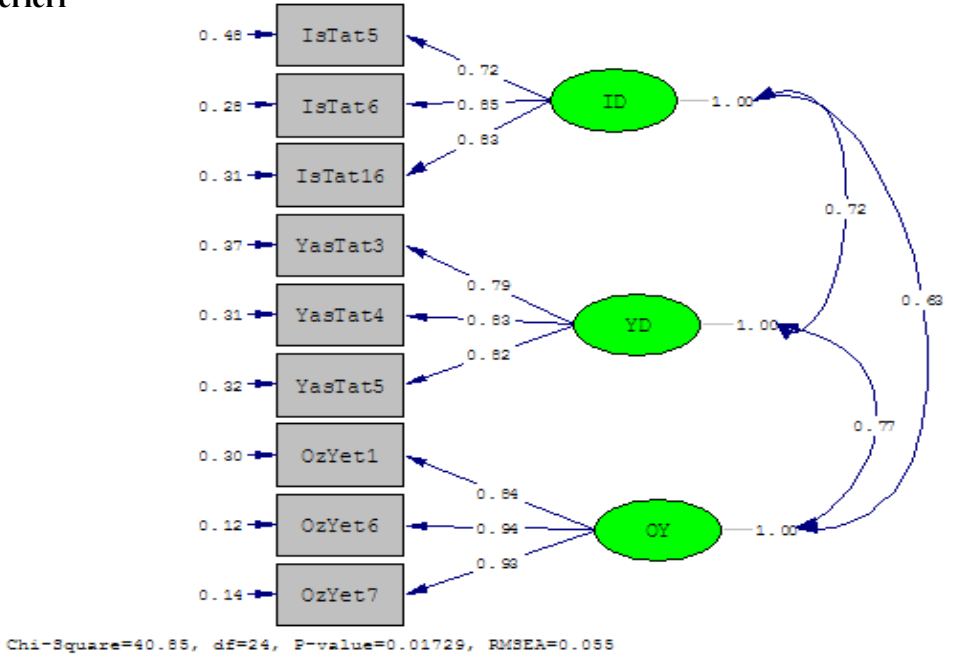 0.48 IsTat5
0.72
0.28 IsTat6 0.85 ID 1.00
0.83
0.31 IsTat16
0.72
0.37 YasTat3
0.79
0.63
0.31 YasTat4 0.83 YD 1.00
0.82
0.32 YasTat5
0.77
0.30 OzYet1
0.84
0.12 OzYet6 0.94 OY 1.00
0.93
0.14 OzYet7
Chi-Square=40.85, df=24, P-value=0.01729, RMSEA=0.055